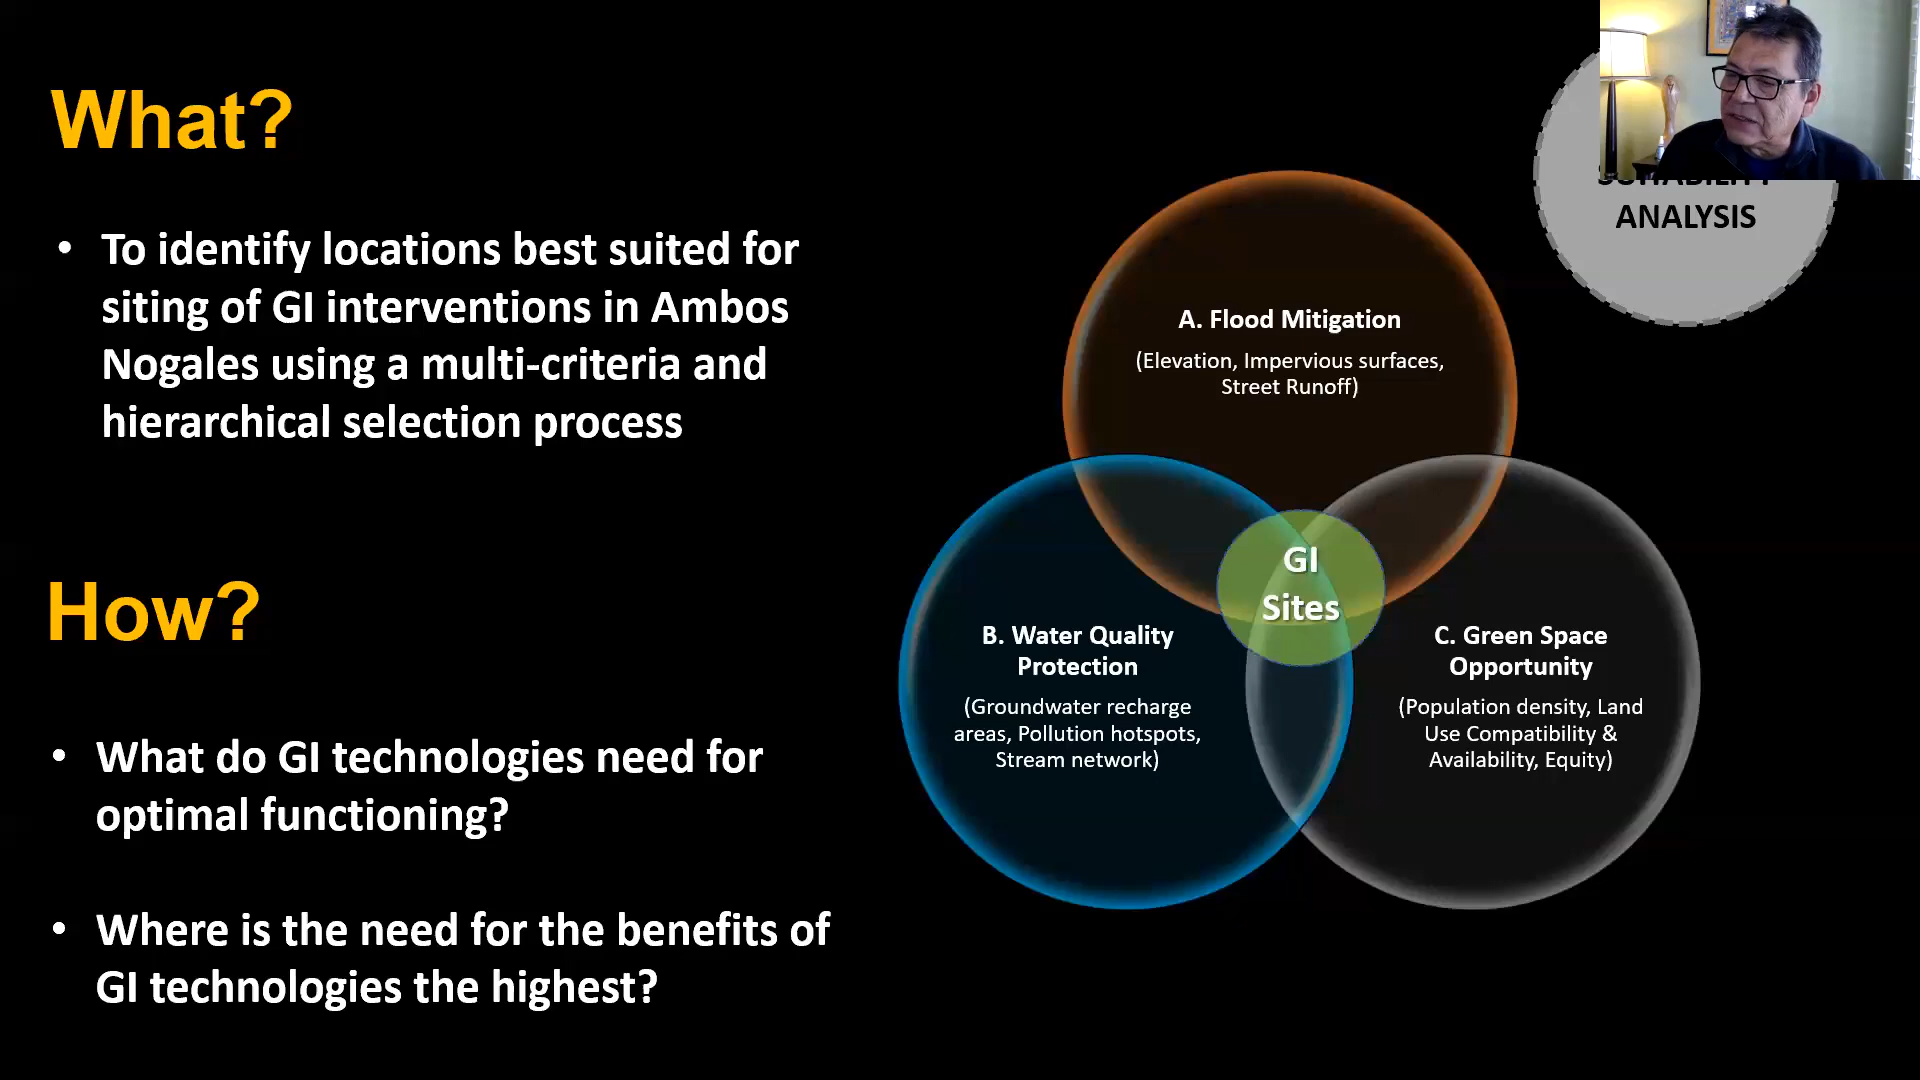 What?
• To identify locations best suited for
siting of GI interventions in Ambos
Nogales using a multi-criteria and
hierarchical selection process
How?
• What do GI technologies need for
optimal functioning?
• Where is the need for the benefits of
GI technologies the highest?
ANALYSIS
A. Flood Mitigation
(Elevation, Impervious surfaces,
Street Runoff)
GI
Sites
B. Water Quality
Protection
(Groundwater recharge
areas, Pollution hotspots,
Stream network)
C. Green Space
Opportunity
(Population density, Land
Use Compatibility &
Availability, Equity)